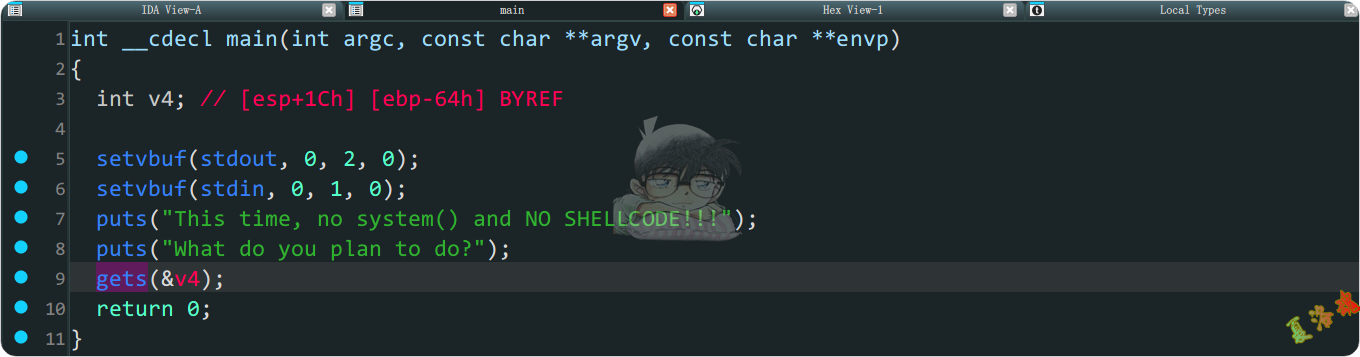 IDA View-A main Hex View-1 Local Types
1 int __cdecl main(int argc, const char **argv, const char **envp)
2 {
3   int v4; // [esp+1Ch] [ebp-64h] BYREF
4
5   setvbuf(stdout, 0, 2, 0);
6   setvbuf(stdin, 0, 1, 0);
7   puts("This time, no system() and NO SHELLCODE!!!");
8   puts("What do you plan to do?");
9   gets(&v4);
10   return 0;
11 }